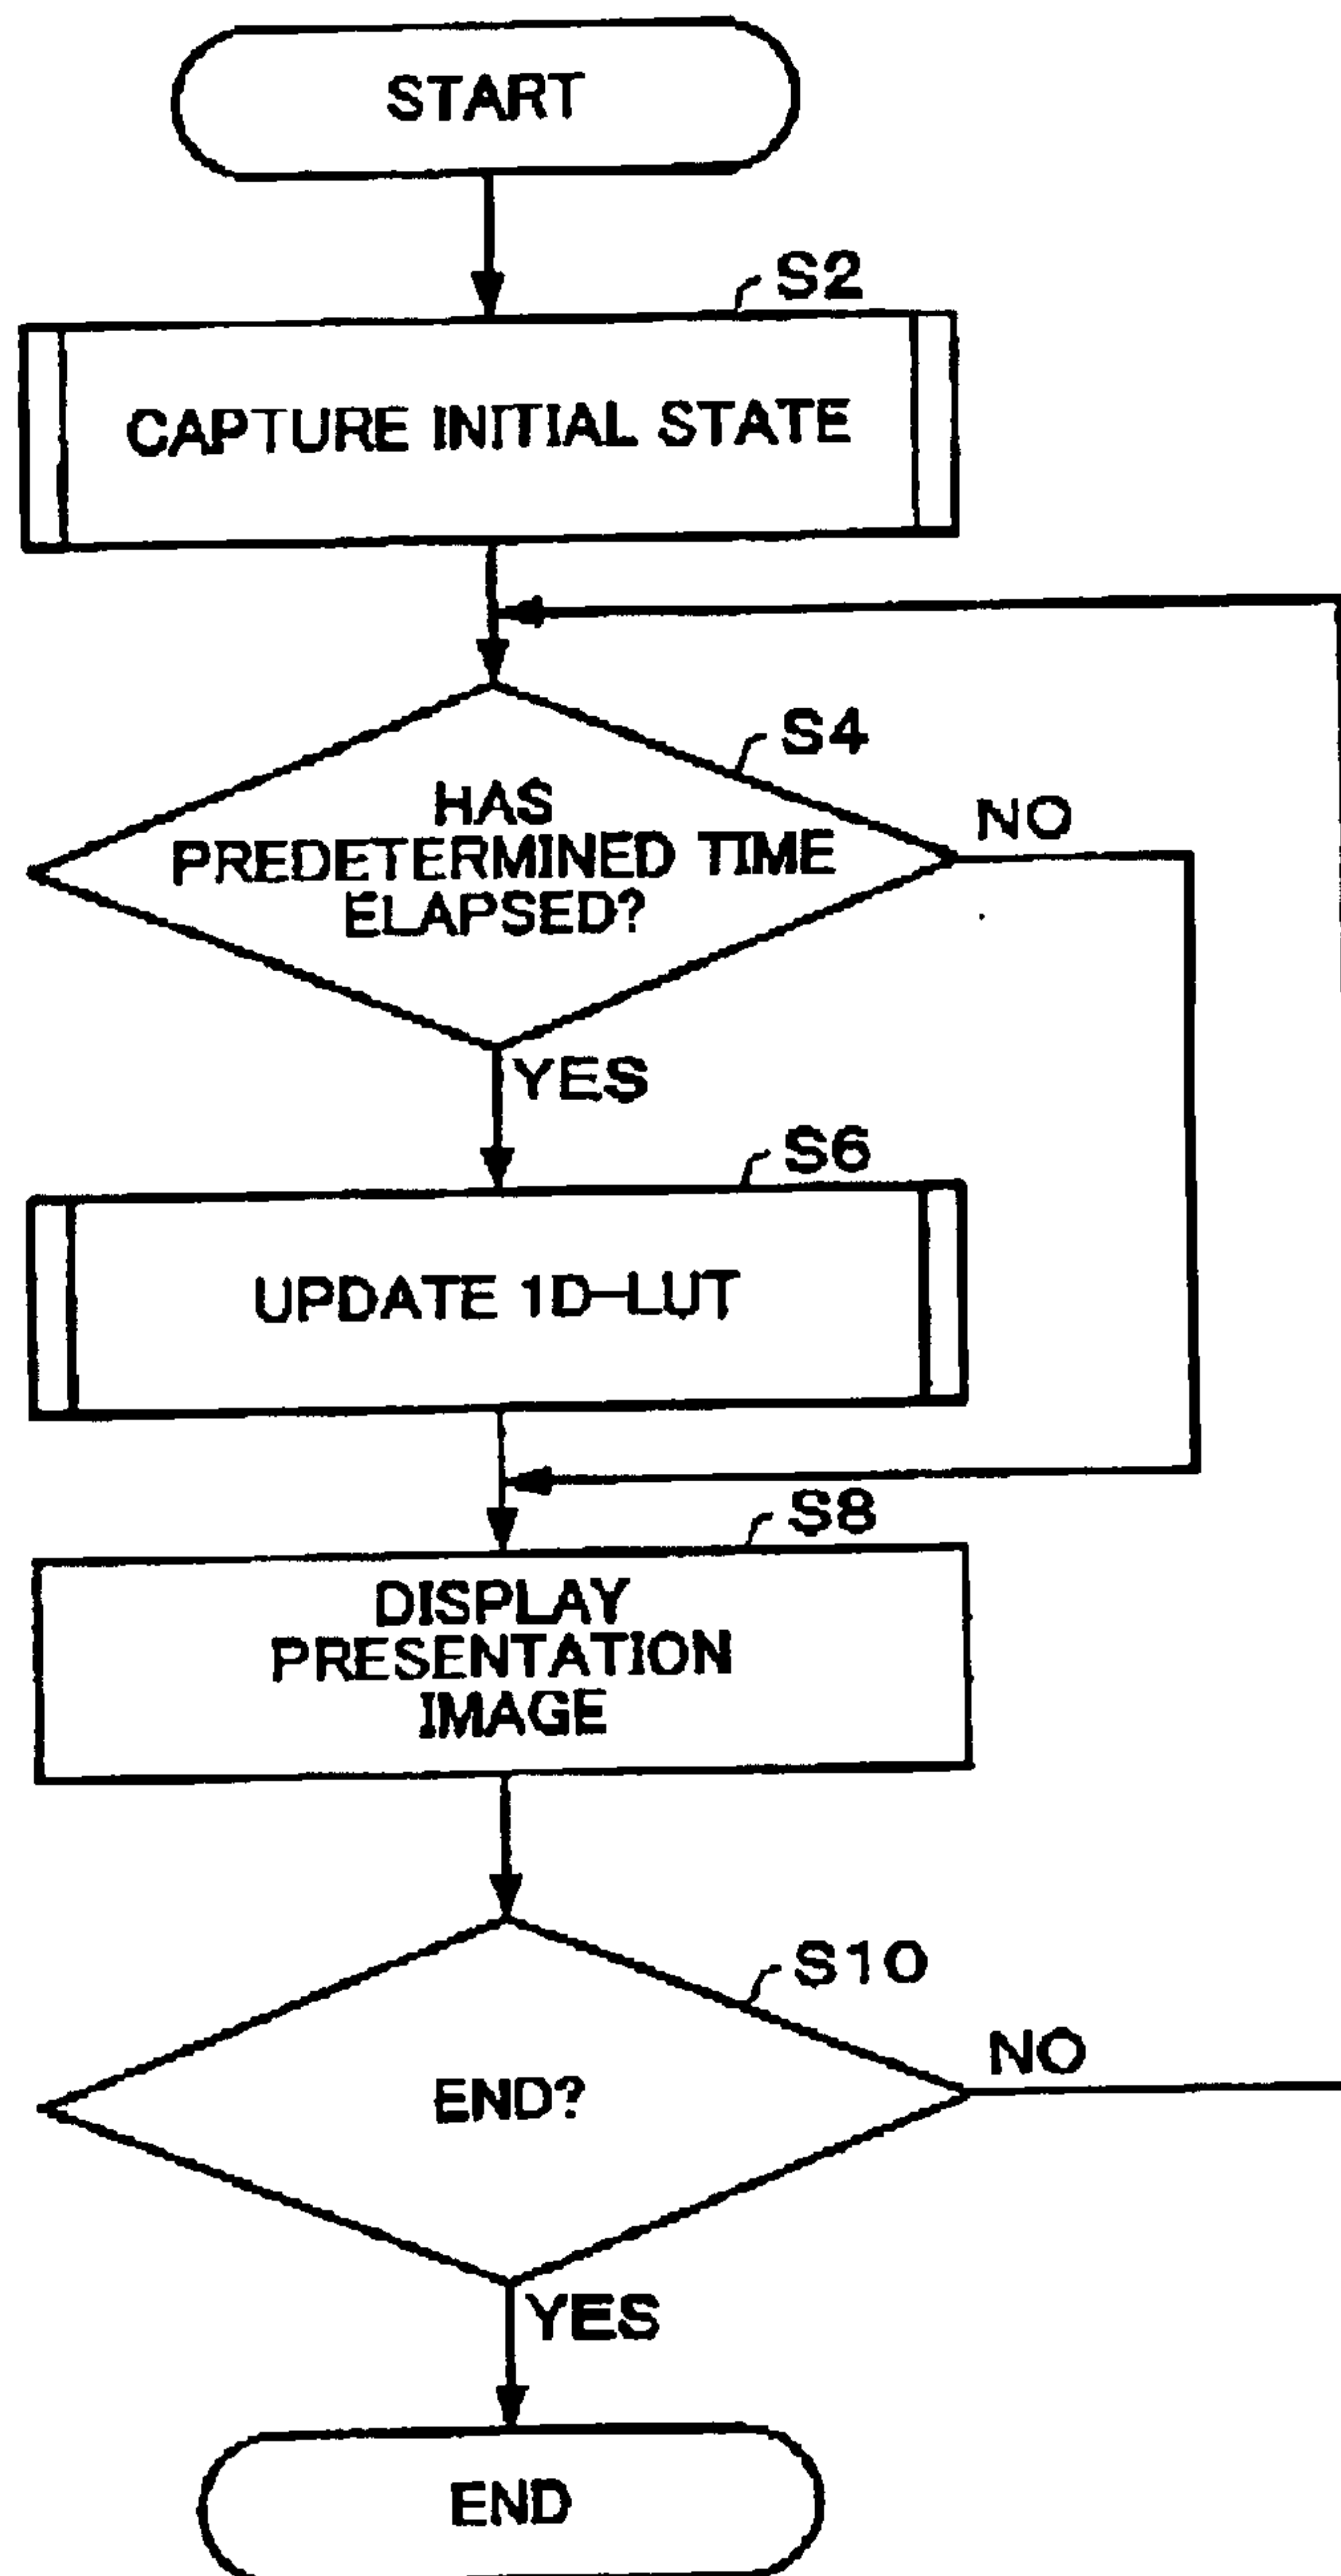 START
S2
CAPTURE INITIAL STATE
S4
HAS
PREDETERMINED TIME
ELAPSED?
NO
YES
S6
UPDATE 1D-LUT
S8
DISPLAY
PRESENTATION
IMAGE
S10
END?
NO
YES
END